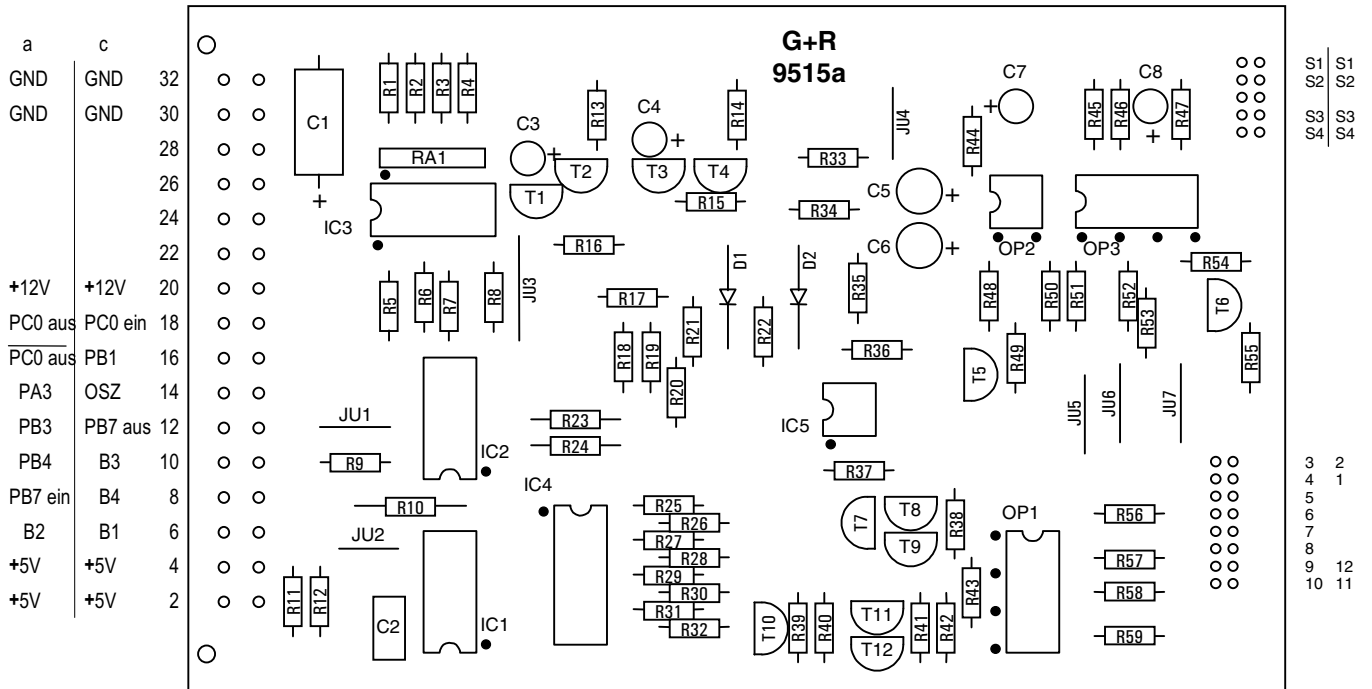 G+R
9515a
a c
GND GND 32
GND GND 30
28
26
24
22
+12V +12V 20
PC0 aus PC0 ein 18
PC0 aus PB1 16
PA3 OSZ 14
PB3 PB7 aus 12
PB4 B3 10
PB7 ein B4 8
B2 B1 6
+5V +5V 4
+5V +5V 2
C1
R1 R2 R3 R4
RA1
IC3
C3
T1
T2
R13
C4
T3
T4
R14
R15
R16
JU3
R5 R6 R7 R8
R17
R18 R19 R20 R21
D1
R22
D2
R33
R34
R35
R36
JU4
C5
C6
C7
R44
R45 R46
C8
R47
OP2
OP3
R54
R48
R49
R50 R51
R52
R53
T6
R55
T5
JU5 JU6 JU7
IC5
R37
JU1
R9
IC2
R10
JU2
R11 R12
C2
IC1
R23
R24
IC4
R25
R26
R27
R28
R29
R30
R31
R32
T7
T8
T9
R38
T10
R39 R40
T11
T12
R41 R42
R43
OP1
R56
R57
R58
R59
S1 S1
S2 S2
S3 S3
S4 S4
3 2
4 1
5
6
7
8
9 12
10 11